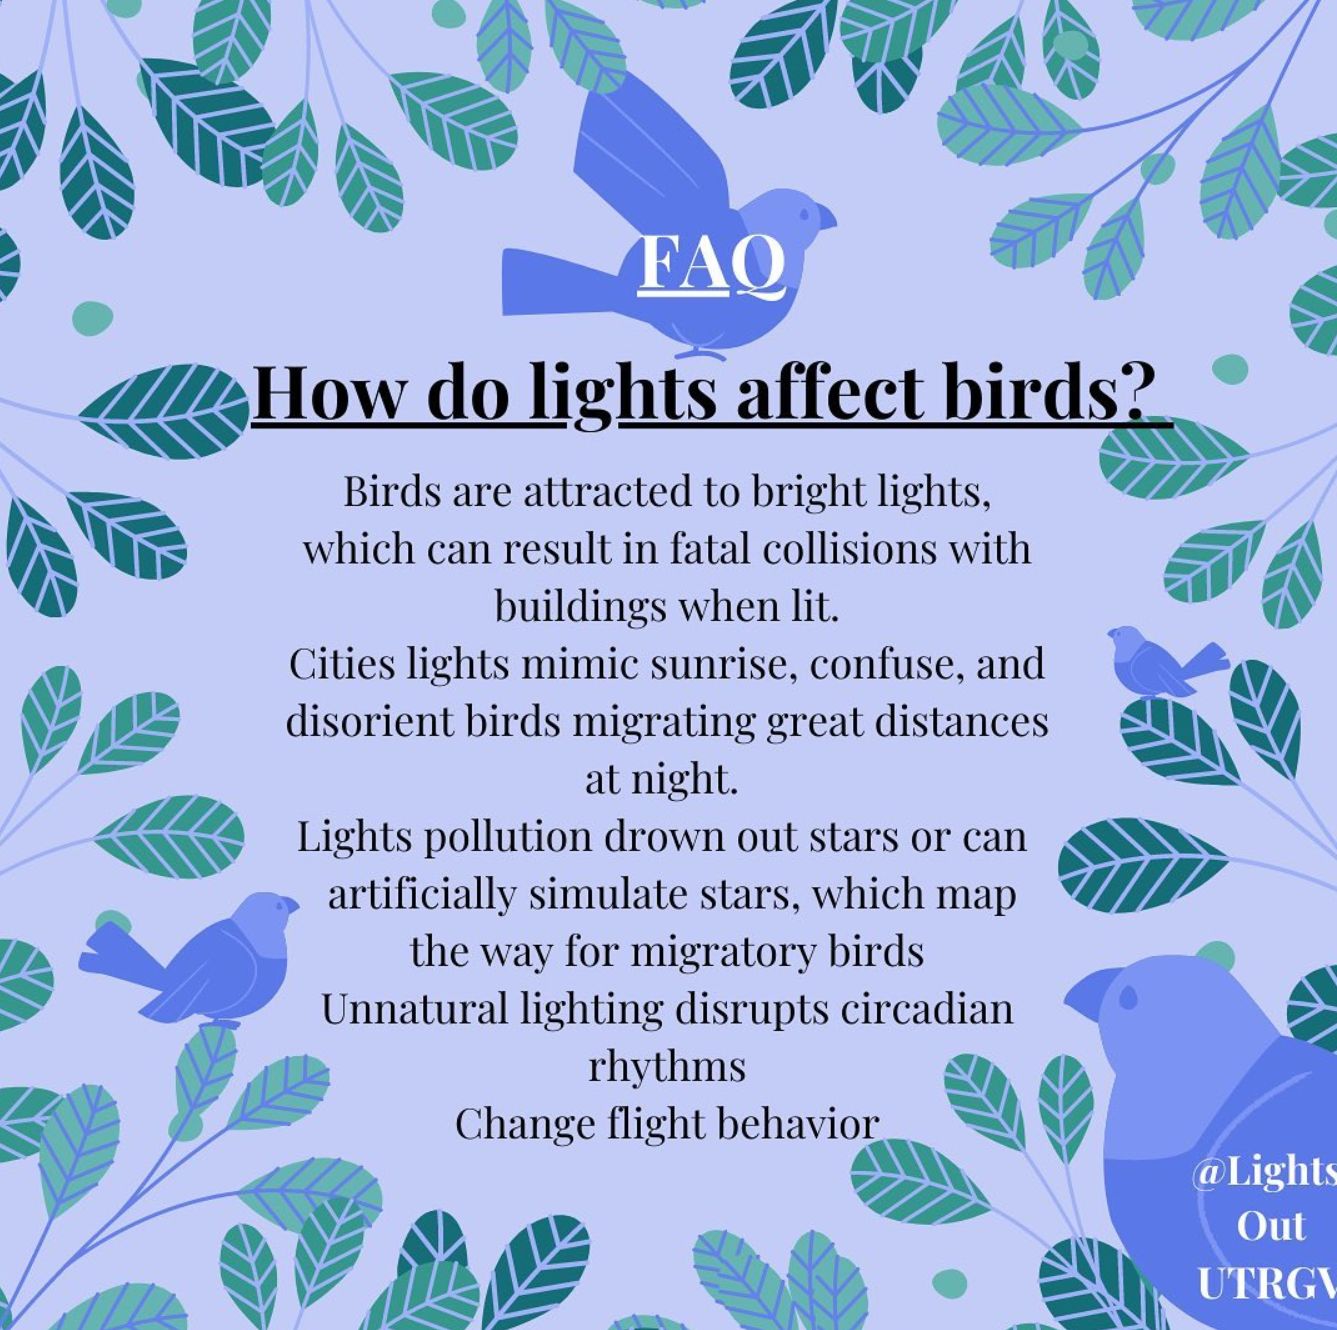 FAQ
How do lights affect birds?
Birds are attracted to bright lights,
which can result in fatal collisions with
buildings when lit.
Cities lights mimic sunrise, confuse, and
disorient birds migrating great distances
at night.
Lights pollution drown out stars or can
artificially simulate stars, which map
the way for migratory birds
Unnatural lighting disrupts circadian
rhythms
Change flight behavior
@Lights
Out
UTRGV